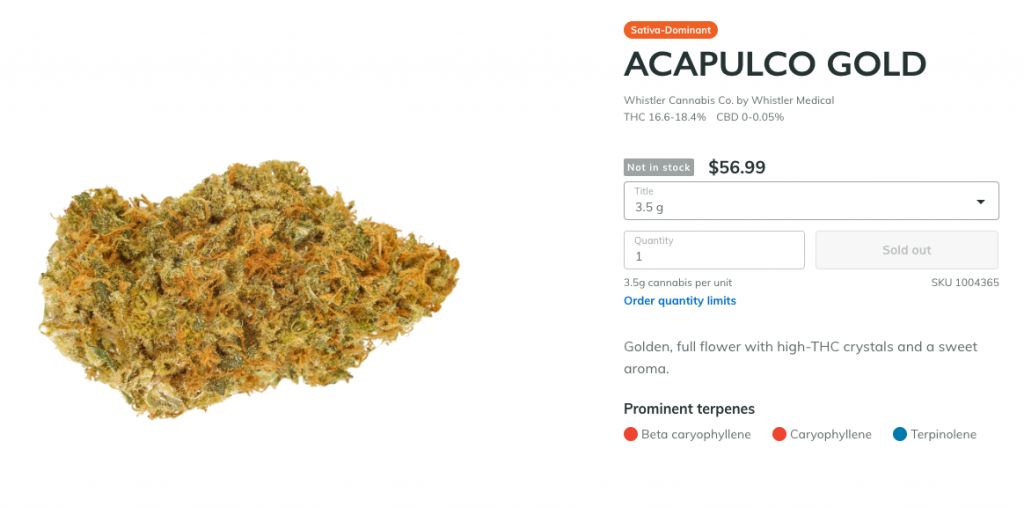 Sativa-Dominant
ACAPULCO GOLD
Whistler Cannabis Co. by Whistler Medical
THC 16.6-18.4% CBD 0-0.05%
Not in stock $56.99
Title
3.5 g
Quantity
1
Sold out
3.5g cannabis per unit SKU 1004365
Order quantity limits
Golden, full flower with high-THC crystals and a sweet
aroma.
Prominent terpenes
Beta caryophyllene Caryophyllene Terpinolene